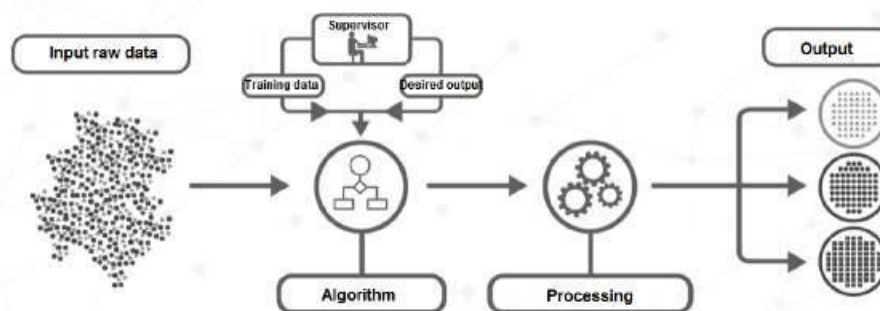 Input raw data
Supervisor
Training data
Desired output
Output
Algorithm
Processing